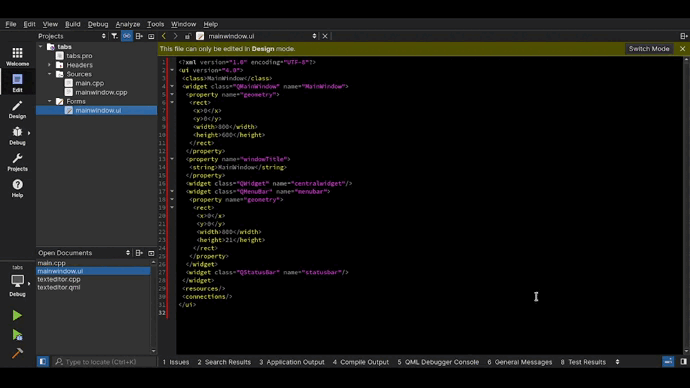 File Edit View Build Debug Analyze Tools Window Help
Projects
mainwindow.ui
Welcome
Edit
Design
Debug
Projects
Help
tabs
Debug
tabs
tabs.pro
Headers
Sources
main.cpp
mainwindow.cpp
Forms
mainwindow.ui
Open Documents
main.cpp
mainwindow.ui
texteditor.cpp
texteditor.qml
This file can only be edited in Design mode.
Switch Mode
1 <?xml version="1.0" encoding="UTF-8"?>
2 <ui version="4.0">
3 <class>MainWindow</class>
4 <widget class="QMainWindow" name="MainWindow">
5 <property name="geometry">
6 <rect>
7 <x>0</x>
8 <y>0</y>
9 <width>800</width>
10 <height>600</height>
11 </rect>
12 </property>
13 <property name="windowTitle">
14 <string>MainWindow</string>
15 </property>
16 <widget class="QWidget" name="centralwidget"/>
17 <widget class="QMenuBar" name="menubar">
18 <property name="geometry">
19 <rect>
20 <x>0</x>
21 <y>0</y>
22 <width>800</width>
23 <height>21</height>
24 </rect>
25 </property>
26 </widget>
27 <widget class="QStatusBar" name="statusbar"/>
28 </widget>
29 <resources/>
30 <connections/>
31 </ui>
32
Type to locate (Ctrl+K)
1 Issues 2 Search Results 3 Application Output 4 Compile Output 5 QML Debugger Console 6 General Messages 8 Test Results